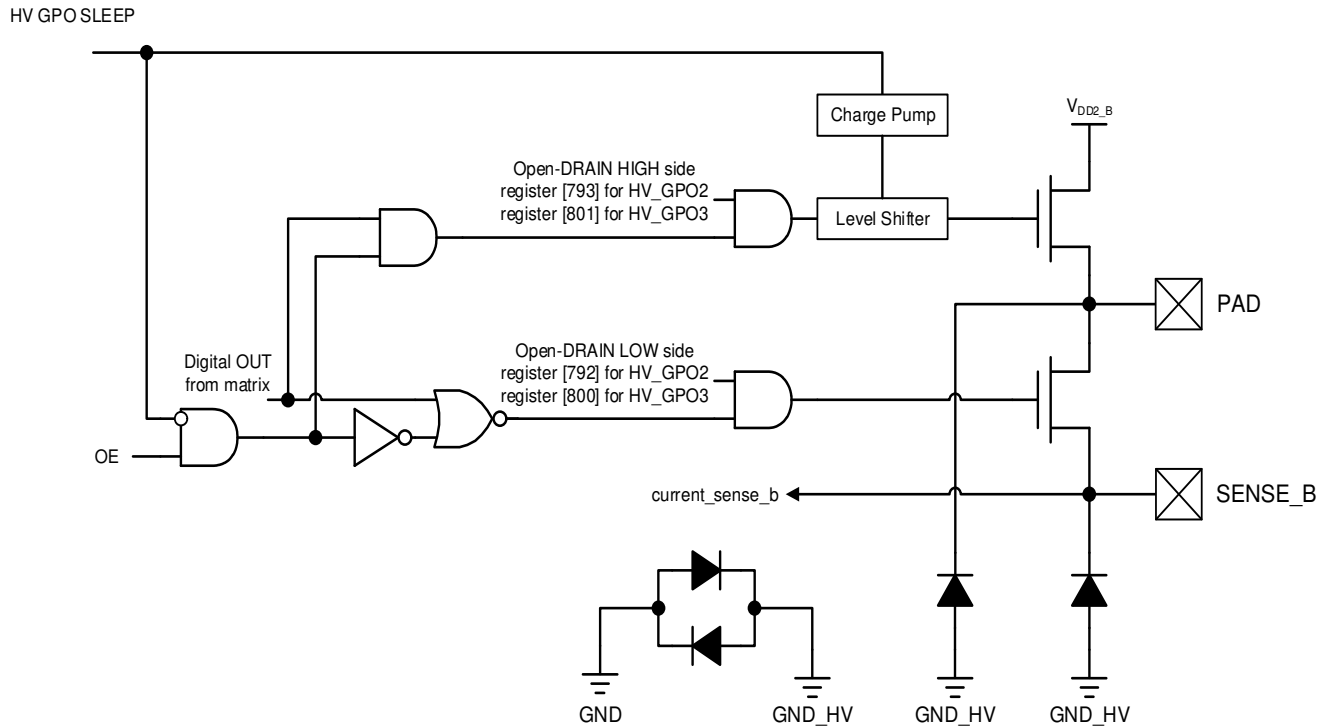 HV GPO SLEEP
Charge Pump
VDD2_B
Open-DRAIN HIGH side
register [793] for HV_GPO2
register [801] for HV_GPO3
Level Shifter
PAD
Digital OUT
from matrix
Open-DRAIN LOW side
register [792] for HV_GPO2
register [800] for HV_GPO3
OE
current_sense_b
SENSE_B
GND
GND_HV
GND_HV
GND_HV